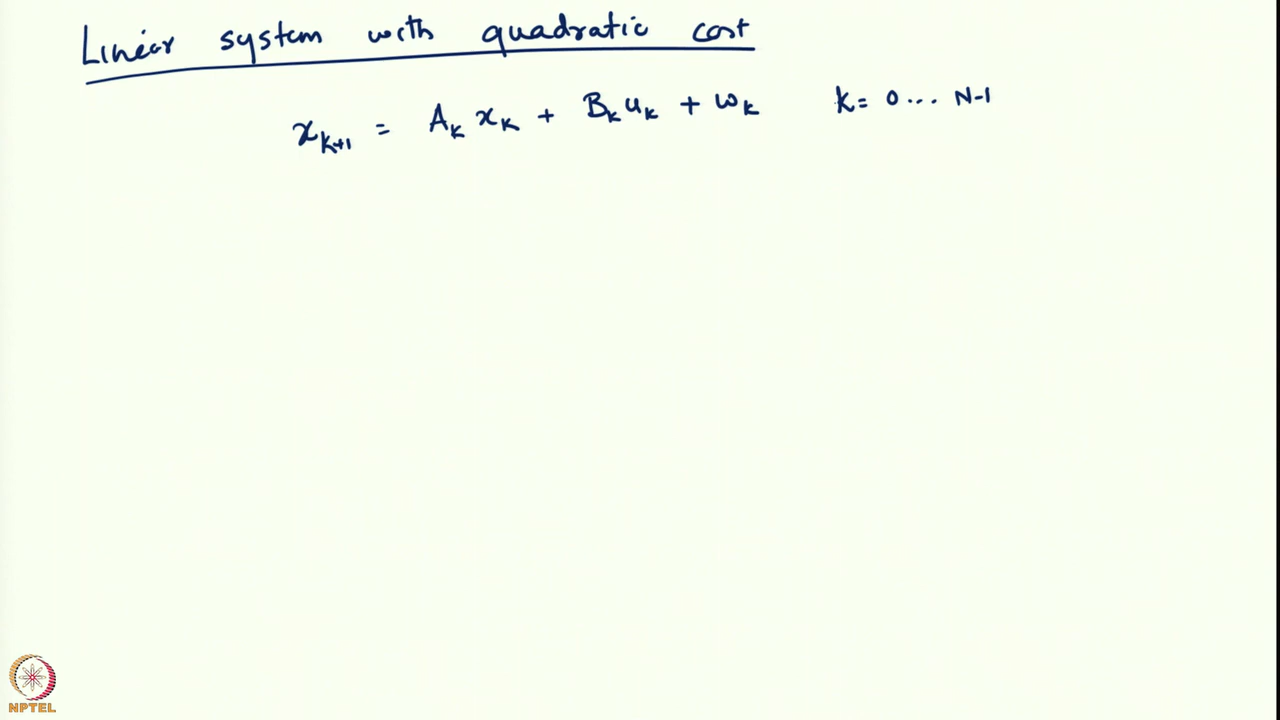 Linear system with quadratic cost
x_{k+1} = A_k x_k + B_k u_k + w_k    k = 0 ... N-1
NPTEL